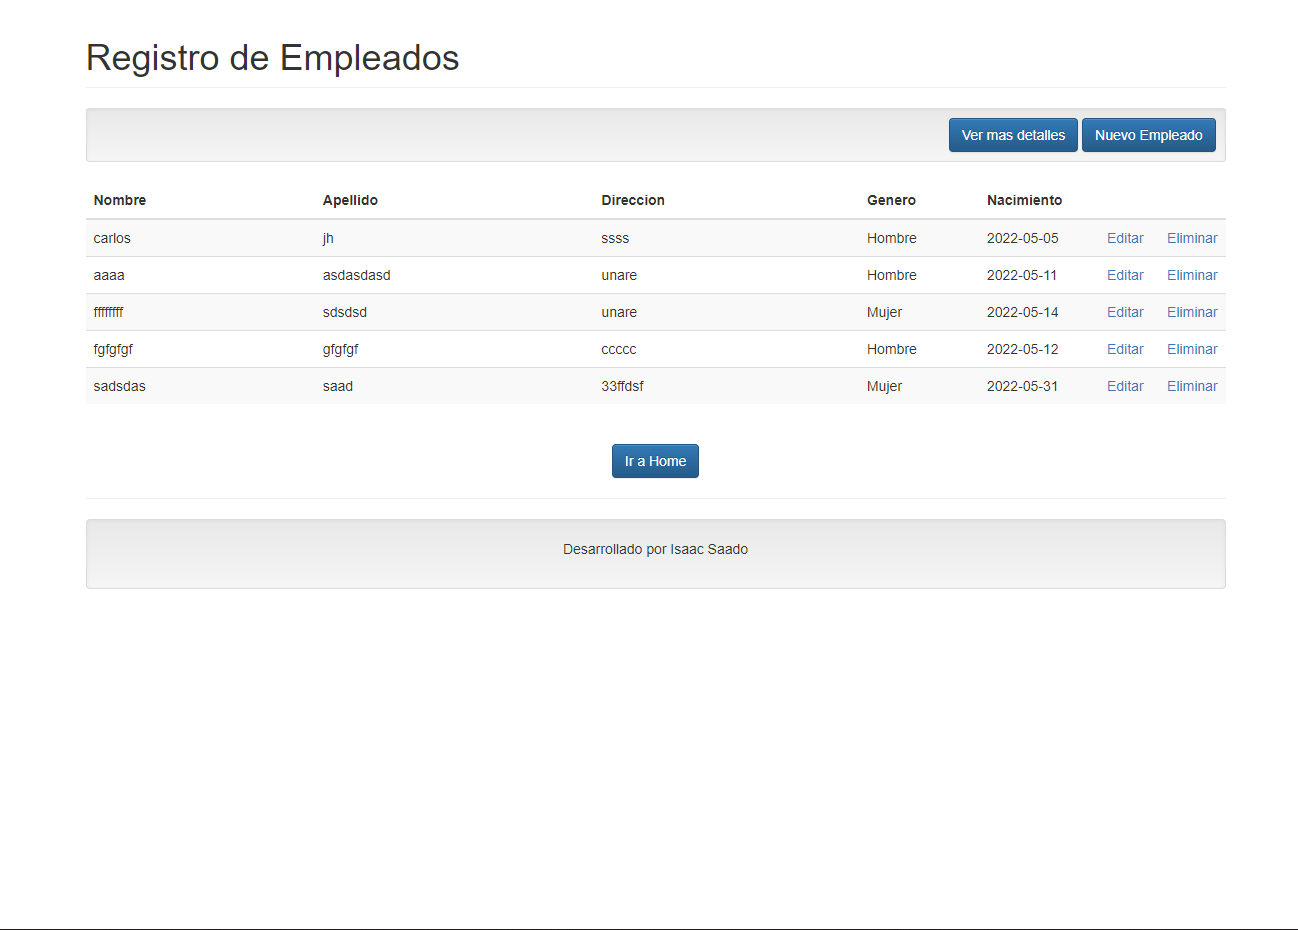 Registro de Empleados
Ver mas detalles Nuevo Empleado
Nombre Apellido Direccion Genero Nacimiento
carlos jh ssss Hombre 2022-05-05 Editar Eliminar
aaaa asdasdasd unare Hombre 2022-05-11 Editar Eliminar
ffffffff sdsdsd unare Mujer 2022-05-14 Editar Eliminar
fgfgfgf gfgfgf ccccc Hombre 2022-05-12 Editar Eliminar
sadsdas saad 33ffdsf Mujer 2022-05-31 Editar Eliminar
Ir a Home
Desarrollado por Isaac Saado